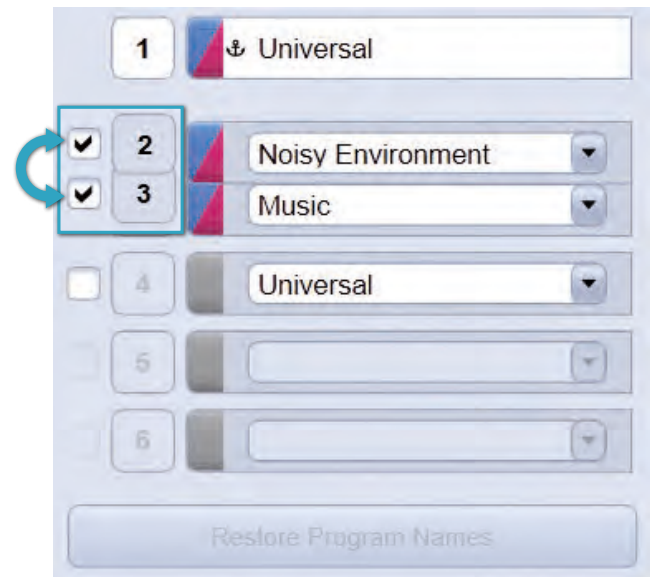 1 Universal
2 Noisy Environment
3 Music
4 Universal
5
6
Restore Program Names